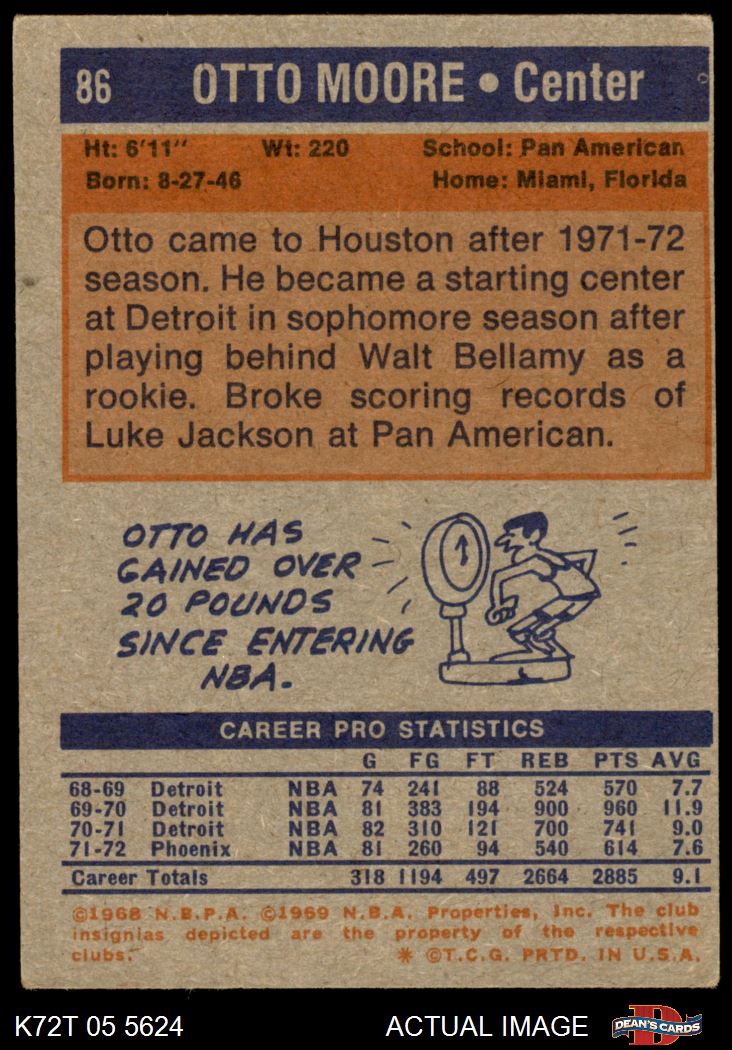 86 OTTO MOORE • Center
Ht: 6'11" Wt: 220 School: Pan American
Born: 8-27-46 Home: Miami, Florida
Otto came to Houston after 1971-72
season. He became a starting center
at Detroit in sophomore season after
playing behind Walt Bellamy as a
rookie. Broke scoring records of
Luke Jackson at Pan American.
OTTO HAS
GAINED OVER
20 POUNDS
SINCE ENTERING
NBA.
CAREER PRO STATISTICS
G FG FT REB PTS AVG
68-69 Detroit NBA 74 241 88 524 570 7.7
69-70 Detroit NBA 81 383 194 900 960 11.9
70-71 Detroit NBA 82 310 121 700 741 9.0
71-72 Phoenix NBA 81 260 94 540 614 7.6
Career Totals 318 1194 497 2664 2885 9.1
©1968 N.B.P.A. ©1969 N.B.A. Properties, Inc. The club
insignias depicted are the property of the respective
clubs. * ©T.C.G. PRTD. IN U.S.A.
K72T 05 5624 ACTUAL IMAGE DEAN'S CARDS